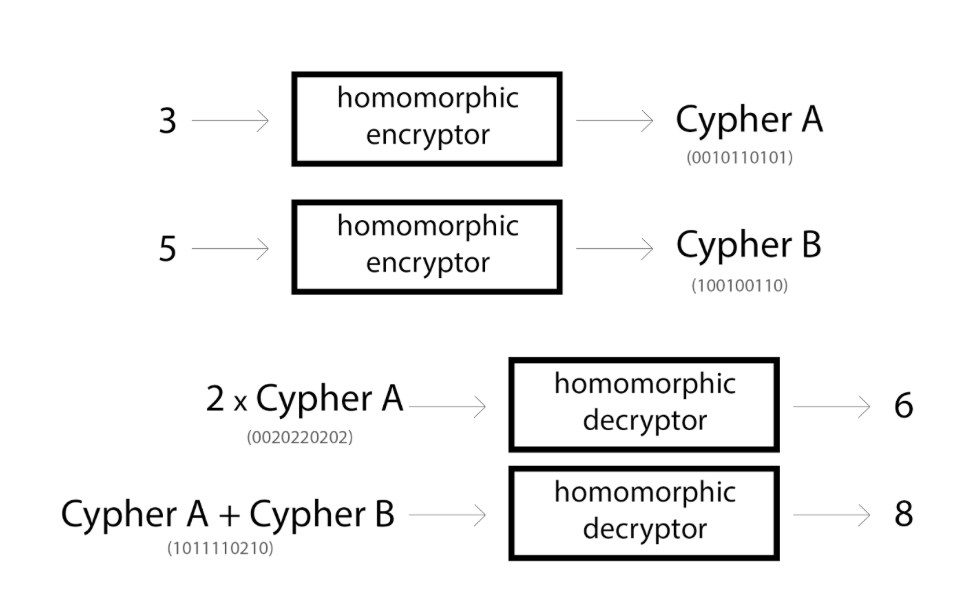 3
homomorphic
encryptor
Cypher A
(0010110101)
5
homomorphic
encryptor
Cypher B
(100100110)
2 x Cypher A
(0020220202)
homomorphic
decryptor
6
Cypher A + Cypher B
(1011110210)
homomorphic
decryptor
8